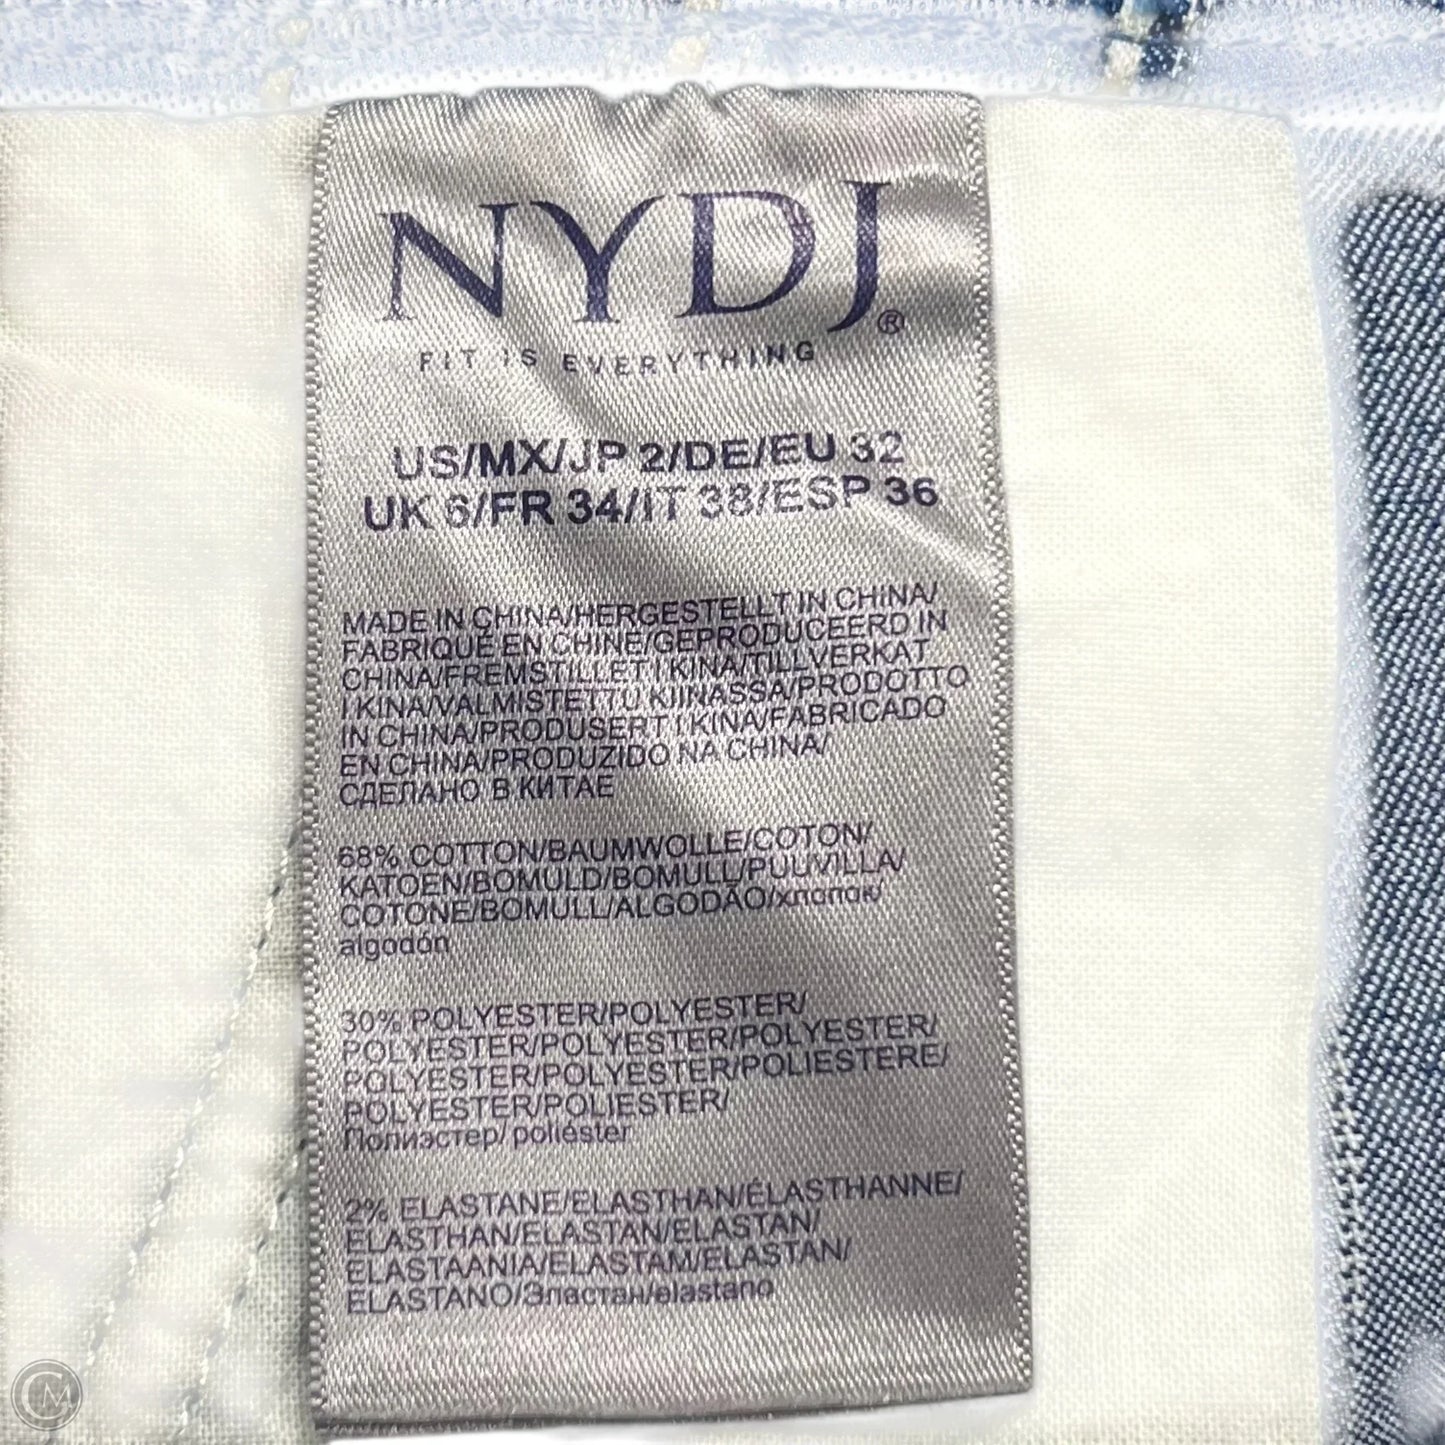 NYDJ®
FIT IS EVERYTHING
US/MX/JP 2/DE/EU 32
UK 6/FR 34/IT 38/ESP 36
MADE IN CHINA/HERGESTELLT IN CHINA/
FABRIQUÉ EN CHINE/GEPRODUCEERD IN
CHINA/FREMSTILLET I KINA/TILLVERKAT
I KINA/VALMISTETTU KIINASSA/PRODOTTO
IN CHINA/PRODUSERT I KINA/FABRICADO
EN CHINA/PRODUZIDO NA CHINA/
СДЕЛАНО В КИТАЕ
68% COTTON/BAUMWOLLE/COTON/
KATOEN/BOMULD/BOMULL/PUUVILLA/
COTONE/BOMULL/ALGODÃO/хлопок/
algodón
30% POLYESTER/POLYESTER/
POLYESTER/POLYESTER/POLYESTER/
POLYESTER/POLYESTER/POLIESTERE/
POLYESTER/POLIESTER/
Полиэстер/poliéster
2% ELASTANE/ELASTHAN/ÉLASTHANNE/
ELASTHAN/ELASTAN/ELASTAN/
ELASTAANIA/ELASTAM/ELASTAN/
ELASTANO/Эластан/elastano
CM